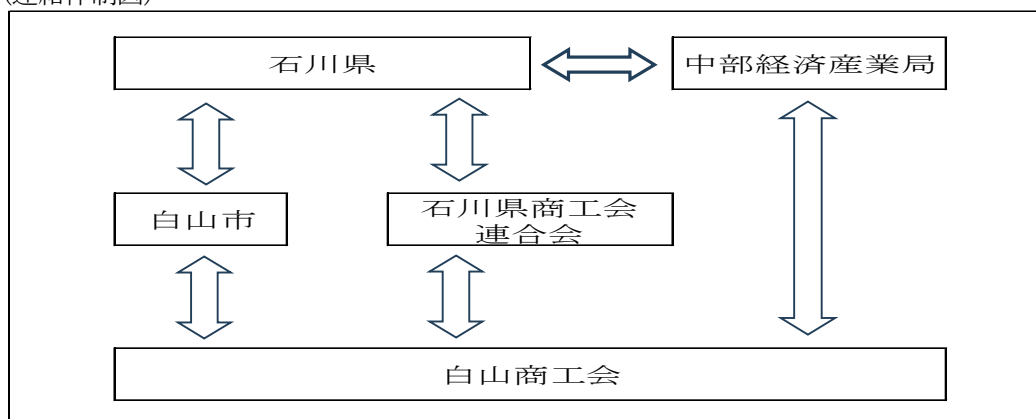 石川県
中部経済産業局
白山市
石川県商工会
連合会
白山商工会